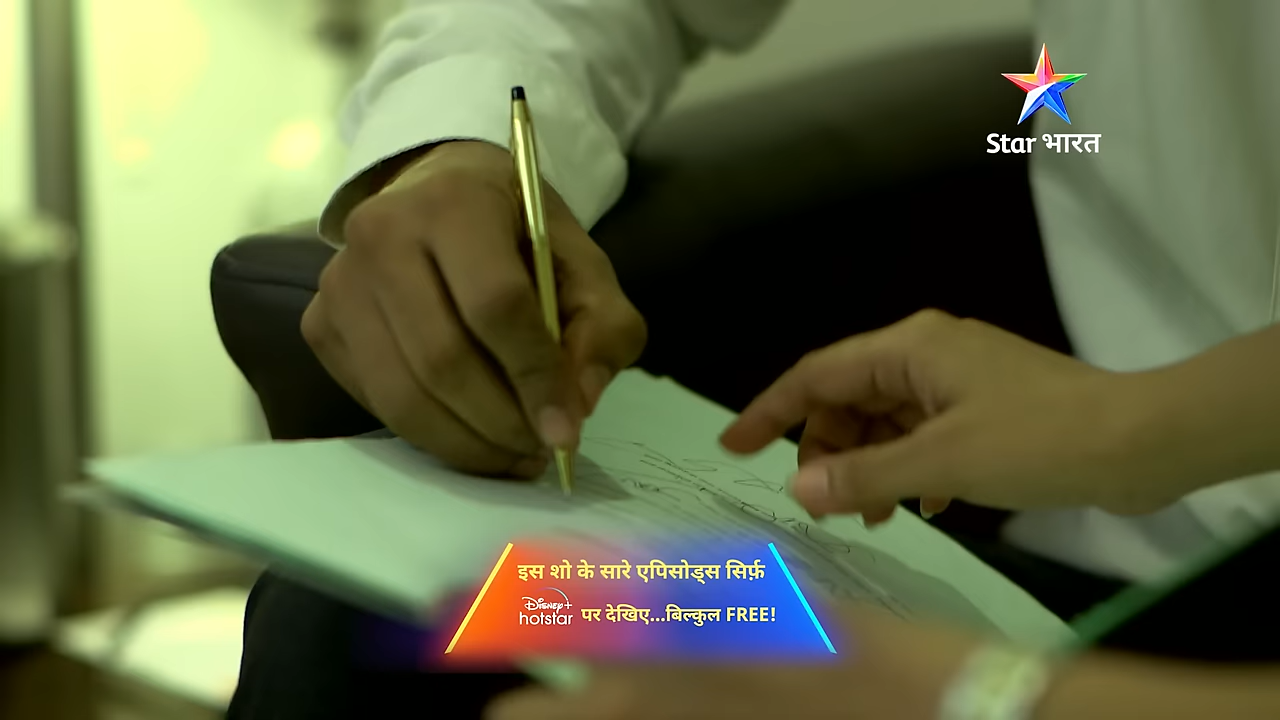 Star भारत
इस शो के सारे एपिसोड्स सिर्फ़
Disney+ hotstar पर देखिए...बिल्कुल FREE!